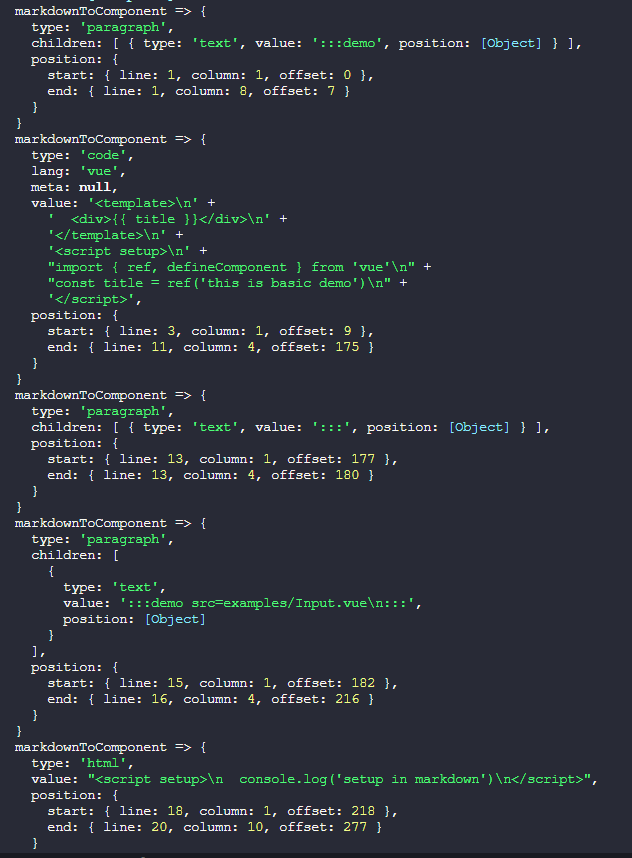 markdownToComponent => {
  type: 'paragraph',
  children: [ { type: 'text', value: ':::demo', position: [Object] } ],
  position: {
    start: { line: 1, column: 1, offset: 0 },
    end: { line: 1, column: 8, offset: 7 }
  }
}
markdownToComponent => {
  type: 'code',
  lang: 'vue',
  meta: null,
  value: '<template>\n' +
    '  <div>{{ title }}</div>\n' +
    '</template>\n' +
    '<script setup>\n' +
    "import { ref, defineComponent } from 'vue'\n" +
    "const title = ref('this is basic demo')\n" +
    '</script>',
  position: {
    start: { line: 3, column: 1, offset: 9 },
    end: { line: 11, column: 4, offset: 175 }
  }
}
markdownToComponent => {
  type: 'paragraph',
  children: [ { type: 'text', value: ':::', position: [Object] } ],
  position: {
    start: { line: 13, column: 1, offset: 177 },
    end: { line: 13, column: 4, offset: 180 }
  }
}
markdownToComponent => {
  type: 'paragraph',
  children: [
    {
      type: 'text',
      value: ':::demo src=examples/Input.vue\n:::',
      position: [Object]
    }
  ],
  position: {
    start: { line: 15, column: 1, offset: 182 },
    end: { line: 16, column: 4, offset: 216 }
  }
}
markdownToComponent => {
  type: 'html',
  value: "<script setup>\n  console.log('setup in markdown')\n</script>",
  position: {
    start: { line: 18, column: 1, offset: 218 },
    end: { line: 20, column: 10, offset: 277 }
  }